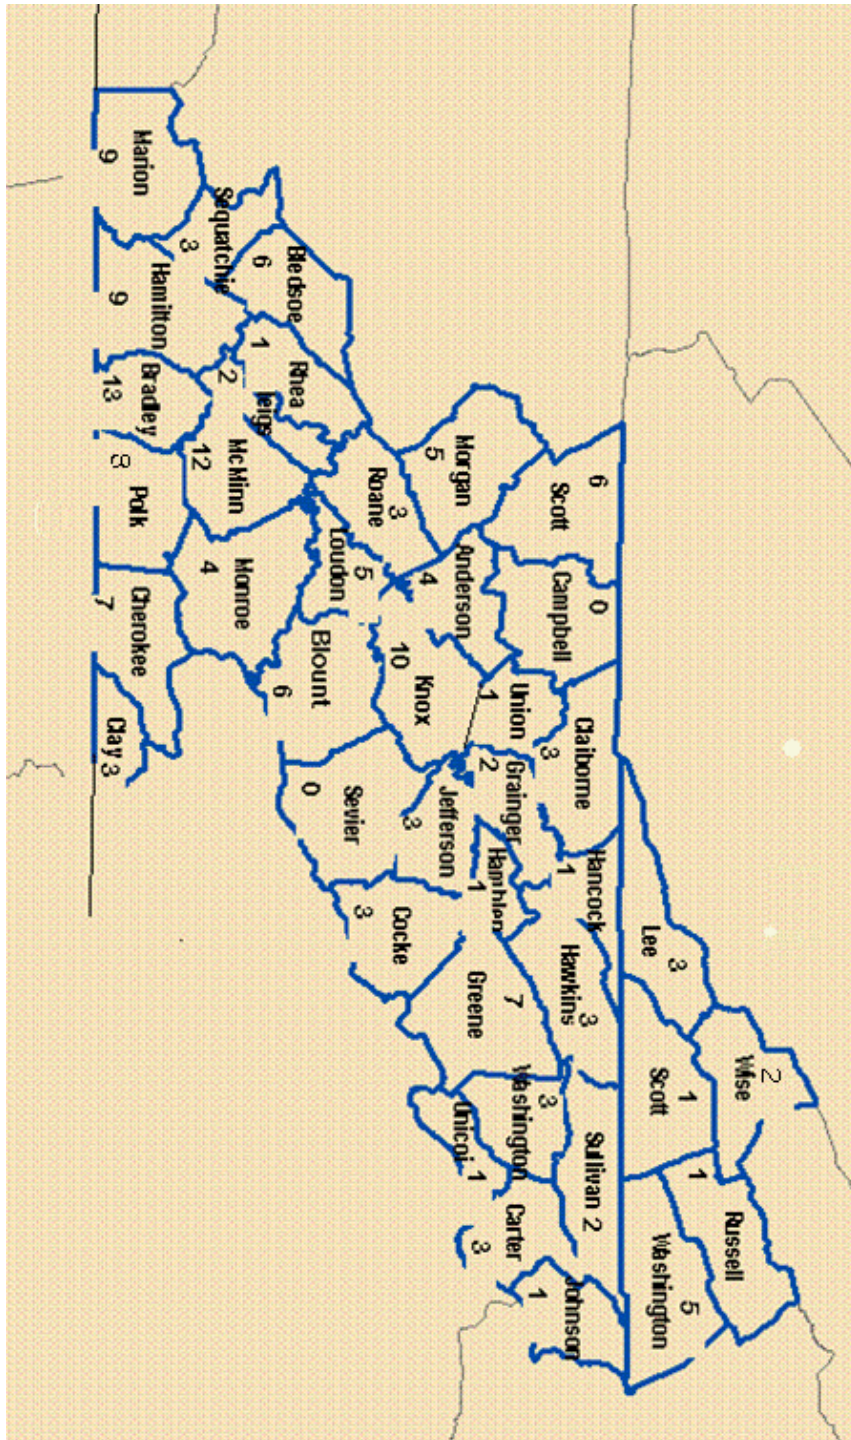 Wise
2
Russell
1
Lee
3
Scott
1
Washington
5
Scott
6
Campbell
0
Claiborne
3
Hancock
1
Hawkins
3
Sullivan 2
Johnson
1
Morgan
5
Anderson
4
Union
1
Grainger
2
Hamblen
1
Greene
7
Washington
3
Unicoi
1
Carter
3
Roane
3
Loudon
5
Knox
10
Jefferson
3
Cocke
3
Bledsoe
6
Rhea
1
2
Blount
6
Sevier
0
Sequatchie
3
McMinn
12
Monroe
4
Marion
9
Hamilton
9
Bradley
13
Polk
8
Cherokee
7
Clay 3